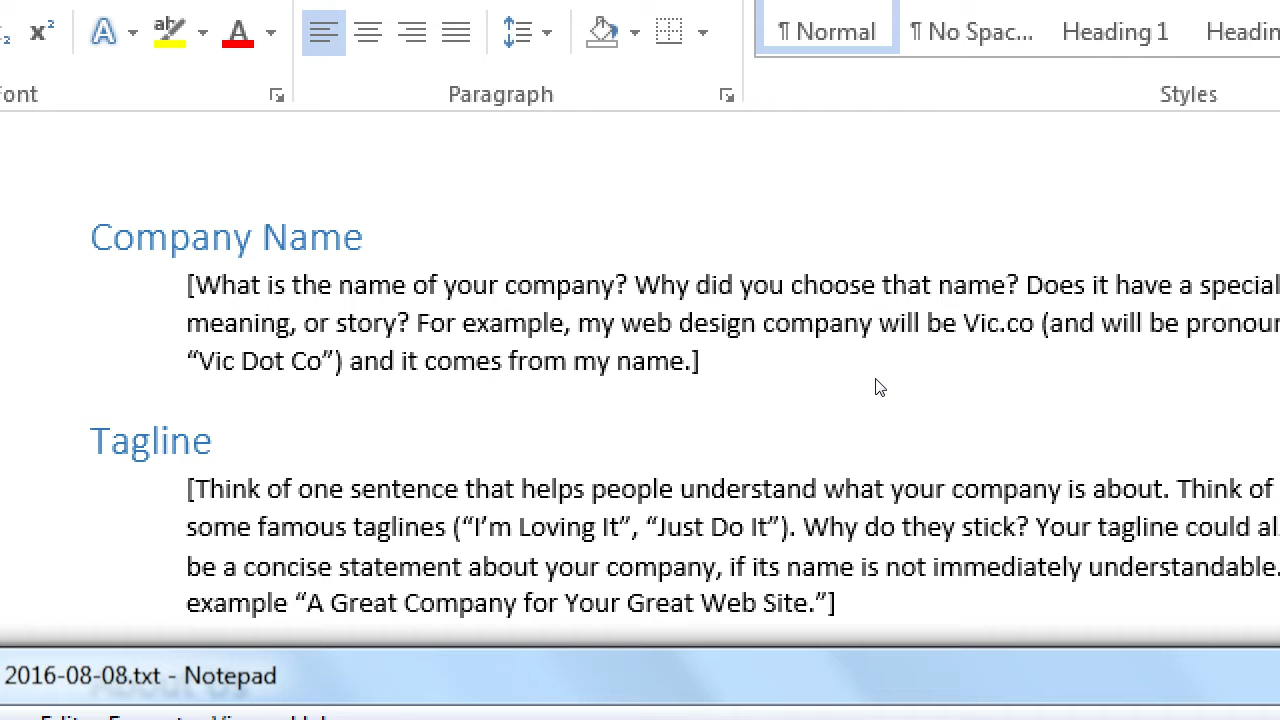 x² A ab A ¶ Normal ¶ No Spac... Heading 1
Paragraph Styles
Company Name
[What is the name of your company? Why did you choose that name? Does it have a special
meaning, or story? For example, my web design company will be Vic.co (and will be
“Vic Dot Co”) and it comes from my name.]
Tagline
[Think of one sentence that helps people understand what your company is about. Think of
some famous taglines (“I’m Loving It”, “Just Do It”). Why do they stick? Your tagline could
be a concise statement about your company, if its name is not immediately understandable.
example “A Great Company for Your Great Web Site.”]
2016-08-08.txt - Notepad